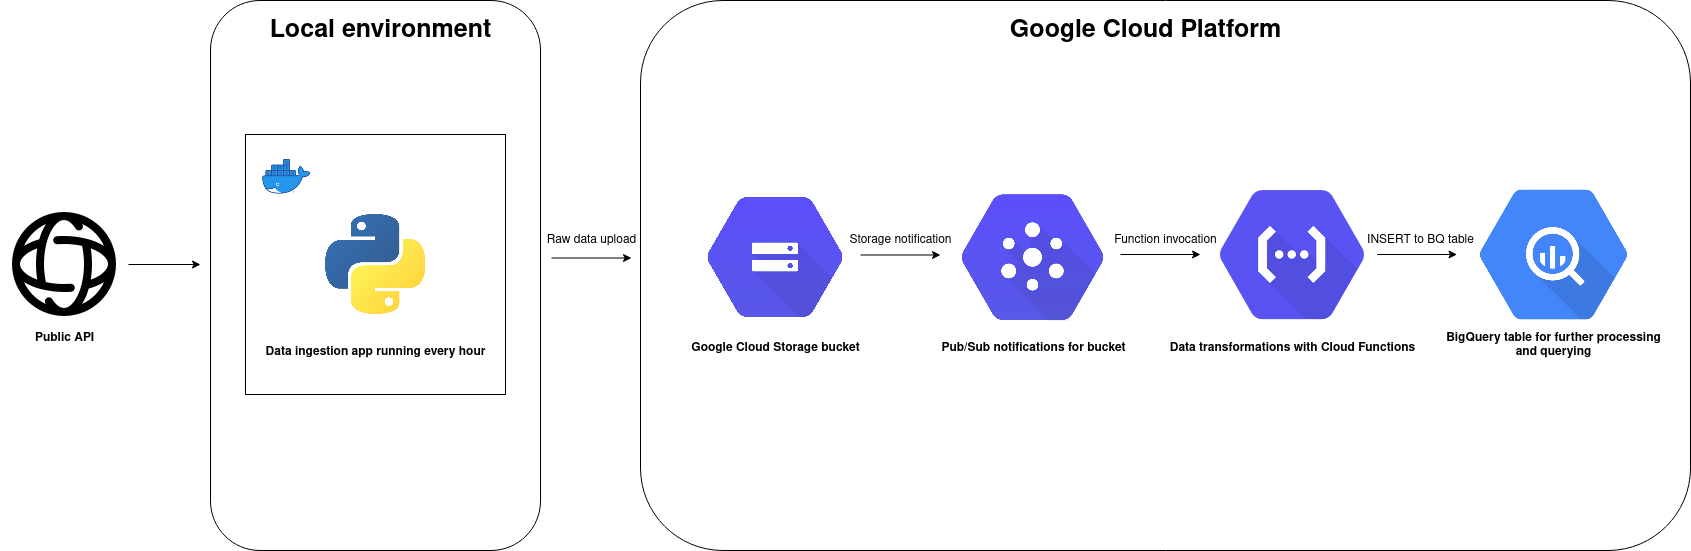 Local environment
Google Cloud Platform
Raw data upload
Storage notification
Function invocation
INSERT to BQ table
Public API
Data ingestion app running every hour
Google Cloud Storage bucket
Pub/Sub notifications for bucket
Data transformations with Cloud Functions
BigQuery table for further processing
and querying